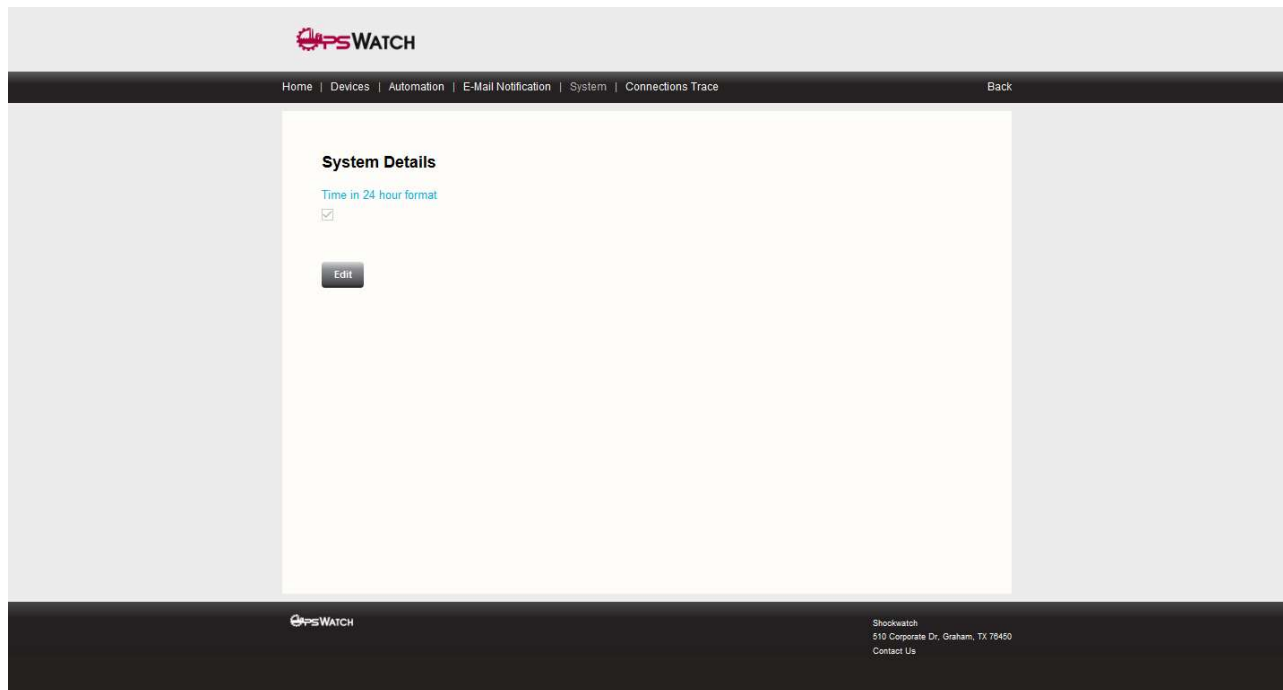 OpsWatch
Home | Devices | Automation | E-Mail Notification | System | Connections Trace Back
System Details
Time in 24 hour format
Edit
OpsWatch
Shockwatch
510 Corporate Dr, Graham, TX 76450
Contact Us